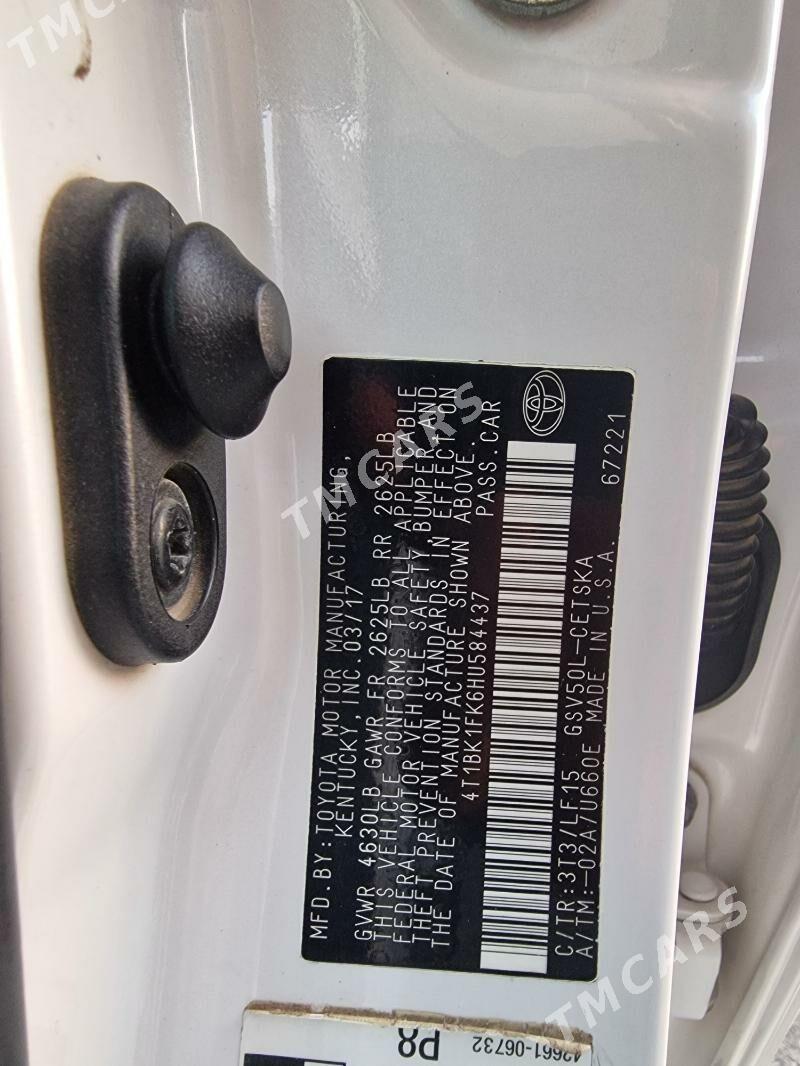 MFD.BY:TOYOTA MOTOR MANUFACTURING,
KENTUCKY, INC. 03/17
GVWR 4630LB GAWR FR 2625LB RR 2625LB
THIS VEHICLE CONFORMS TO ALL APPLICABLE
FEDERAL MOTOR VEHICLE SAFETY, BUMPER, AND
THEFT PREVENTION STANDARDS IN EFFECT ON
THE DATE OF MANUFACTURE SHOWN ABOVE.
4T1BK1FK6HU584437 PASS.CAR
C/TR:3T3/LF15 GSV50L-CETSKA
A/TM:-02A/U660E MADE IN U.S.A. 67221
P8
42661-06732
TMCARS
TMCARS
TMCARS
TMCARS